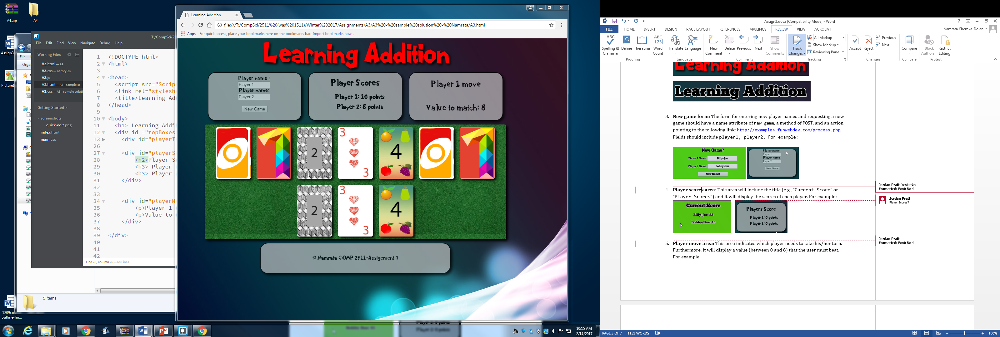 A4.zip
A4
Assign3
Picture1
1209co
outline-fin...
File
Organ
5 items
T:/CompSci/25
File Edit Find View Navigate Debug Help
Working Files
A3.html — A4
A3.css — A4/Styles
A3.js
A3.html — A3 - sample sc
A3.css — A3 - sample soluti
Getting Started
screenshots
quick-edit.png
index.html
main.css
1 <!DOCTYPE html>
2 <html>
3
4 <head>
5 <script src="Scrip
6 <link rel="stylesh
7 <title>Learning Ad
8 </head>
9
10 <body>
11 <h1> Learning Addi
12 <div id ="topBoxes
13 <div id="playerI
26
27 <div id="playerS
28 <h2>Player S
29 <h3> Player
30 <h3> Player
31 </div>
32
33
34 <div id="playerM
35 <p>Player 1
36 <p>Value to
37 </div>
38
39 </div>
40
41
42
Line 28, Column 26 — 64 Lines
Learning Addition
file:///T:/CompSci/2511%20(was%201511)/Winter%202017/Assignments/A3/A3%20-%20sample%20solution%20-%20Namrata/A3.html
Apps For quick access, place your bookmarks here on the bookmarks bar. Import bookmarks now...
Learning Addition
Player name :
Player 1
Player name:
Player 2
New Game
Player Scores
Player 1: 10 points
Player 2: 8 points
Player 1 move
Value to match: 8
2
3
3
4
2
3
3
4
© Namrata COMP 2511-Assigement 3
10:15 AM
2/14/2017
Assign3.docx [Compatibility Mode] - Word
FILE HOME INSERT DESIGN PAGE LAYOUT REFERENCES MAILINGS REVIEW VIEW ACROBAT
Namrata Khemka-Dolan
Spelling & Grammar
Define
Thesaurus
Word Count
Translate
Language
New Comment
Delete
Previous
Next
Show Comments
Track Changes
All Markup
Show Markup
Reviewing Pane
Accept
Reject
Previous
Next
Compare
Block Authors
Restrict Editing
Proofing Language Comments Tracking Changes Compare Protect
Learning Addition
Learning Addition
3. New game form: The form for entering new player names and requesting a new
game should have a name attribute of new game, a method of POST, and an action
pointing to the following link: http://examples.funwebdev.com/process.php.
Fields should include player1, player2. For example:
New Game?
Player 1 Name: Billy-Joe
Player 2 Name: Bobby-Sue
New Game!
Player name :
Player 1
Player name:
Player 2
New Game
4. Player scores area: This area will include the title (e.g., “Current Score” or
“Player Scores”) and it will display the scores of each player. For example:
Current Score
Billy-Joe: 22
Bobby-Sue: 45
Players Score
Player 1: 0 points
Player 2: 0 points
5. Player move area: This area indicates which player needs to take his/her turn.
Furthermore, it will display a value (between 0 and 8) that the user must beat.
For example:
Jordan Pratt Yesterday
Formatted: Font: Bold
Jordan Pratt
Player Scores?
Jordan Pratt
Formatted: Font: Bold
PAGE 3 OF 7 1131 WORDS
100%